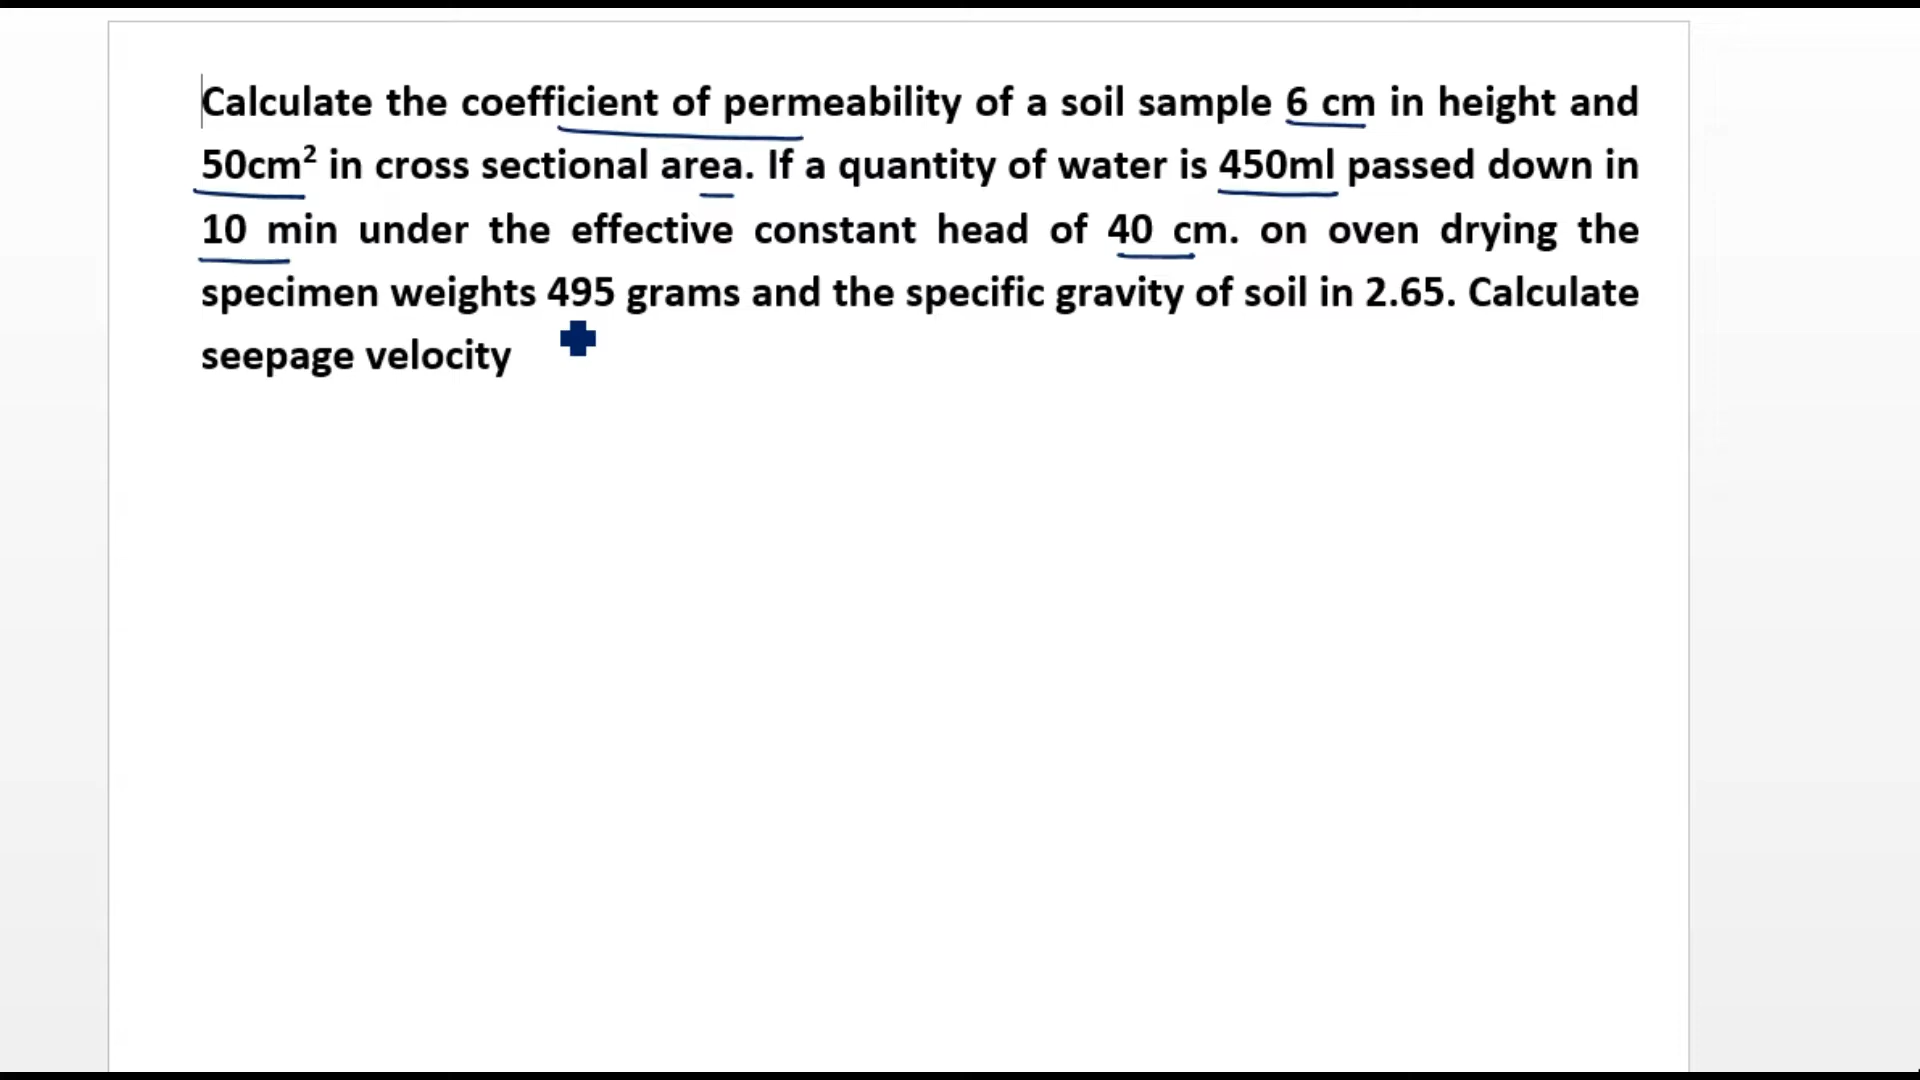 Calculate the coefficient of permeability of a soil sample 6 cm in height and
50cm² in cross sectional area. If a quantity of water is 450ml passed down in
10 min under the effective constant head of 40 cm. on oven drying the
specimen weights 495 grams and the specific gravity of soil in 2.65. Calculate
seepage velocity